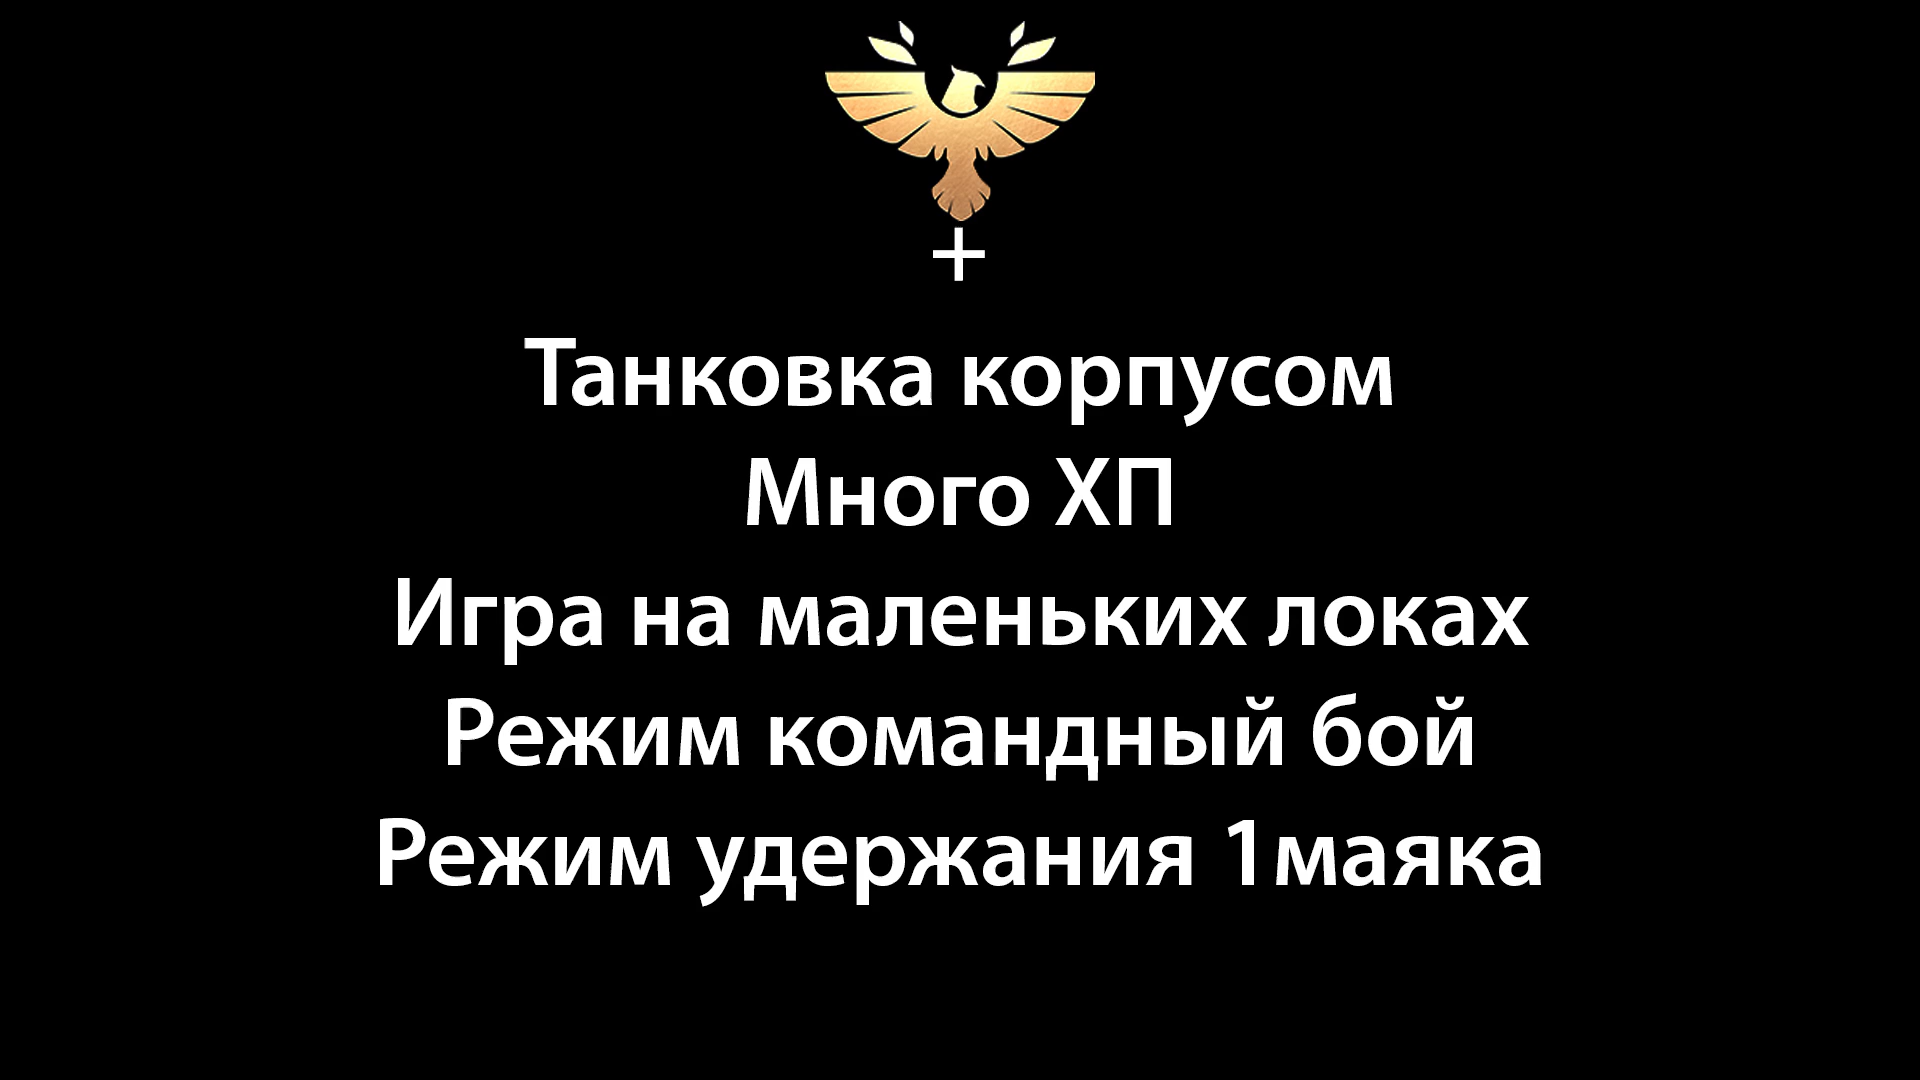 +
Танковка корпусом
Много ХП
Игра на маленьких локах
Режим командный бой
Режим удержания 1маяка